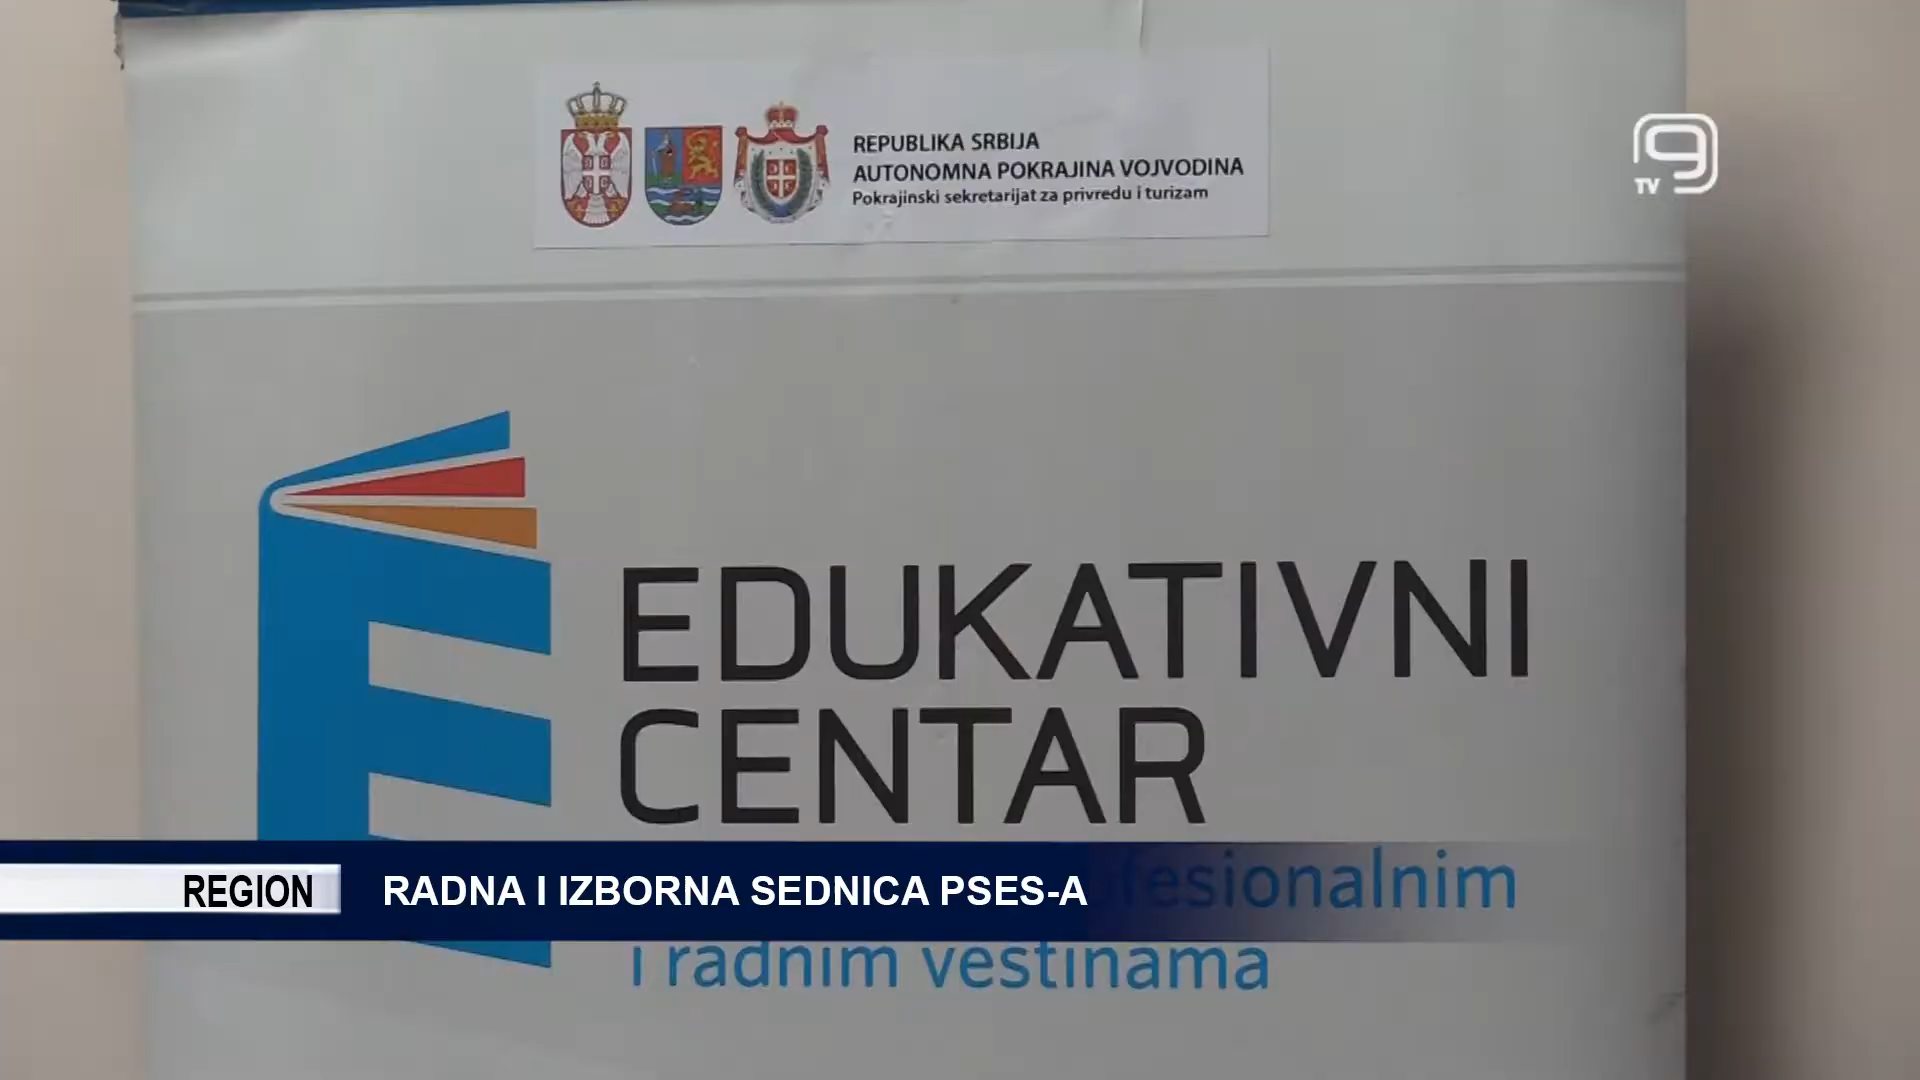 REPUBLIKA SRBIJA
AUTONOMNA POKRAJINA VOJVODINA
Pokrajinski sekretarijat za privredu i turizam
9
TV
EDUKATIVNI
CENTAR
REGION
RADNA I IZBORNA SEDNICA PSES-A
i radnim vestinama